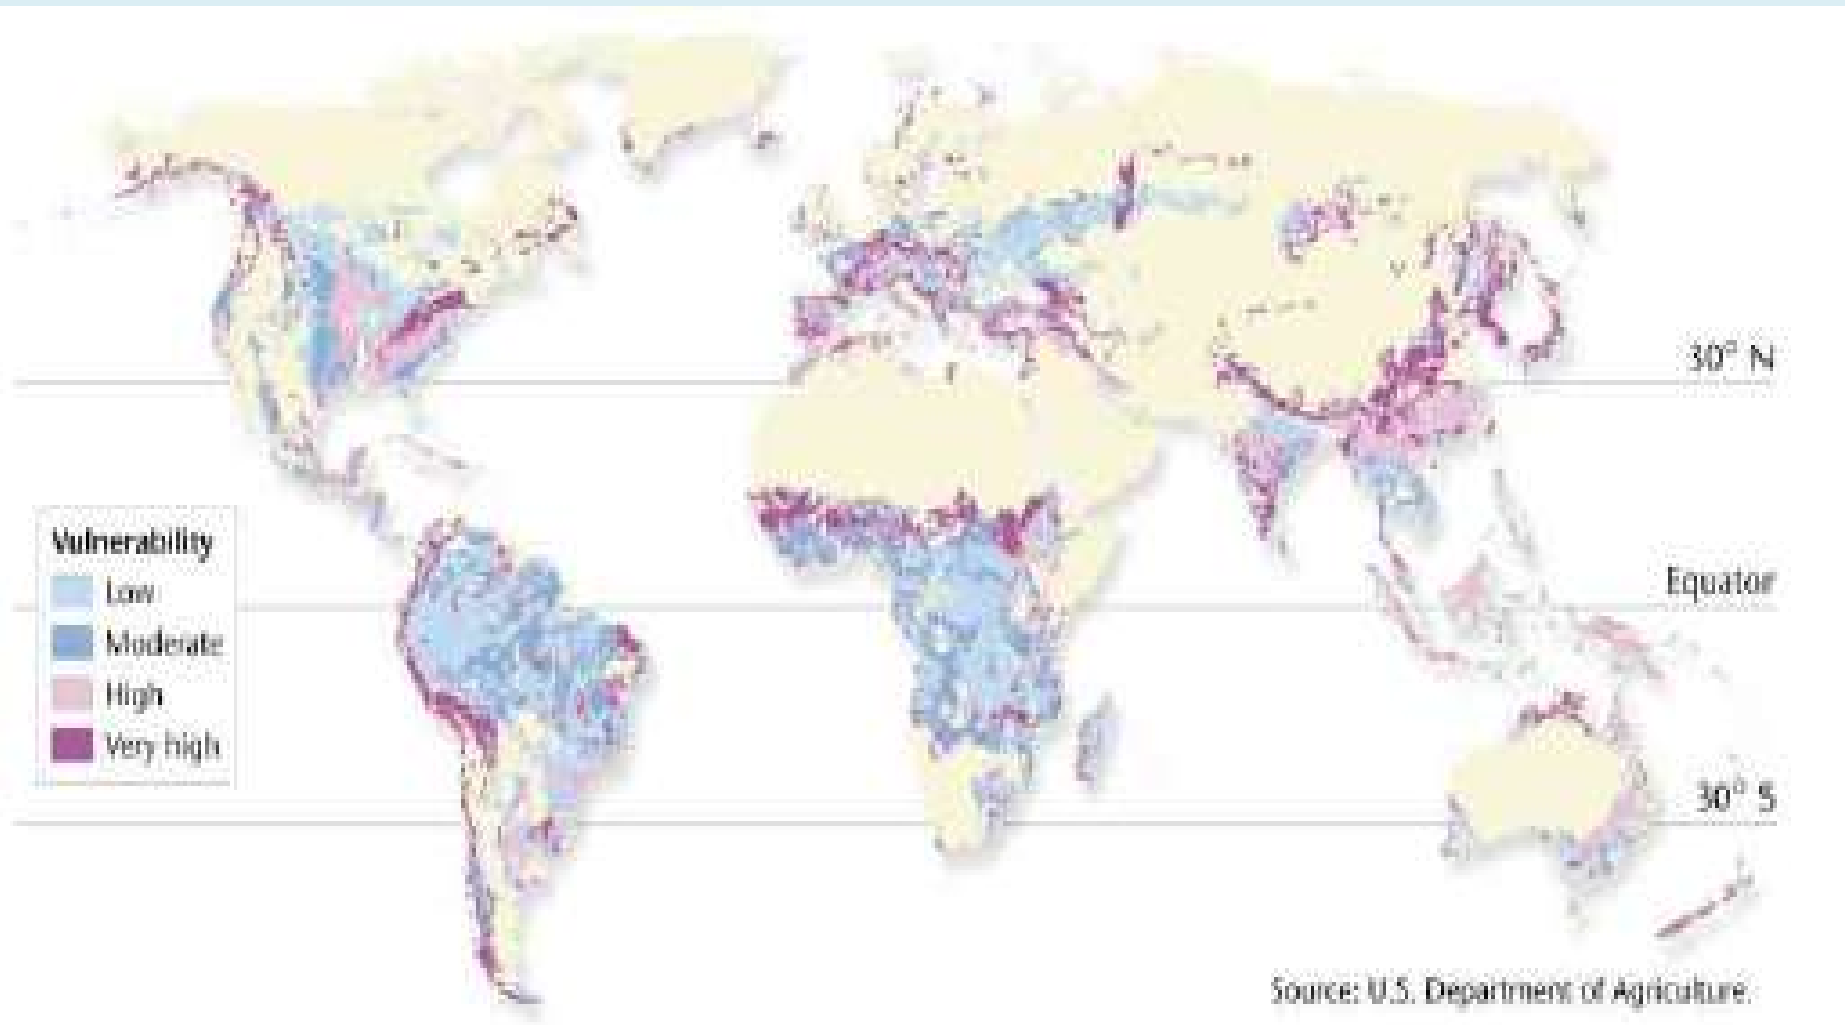 30° N
Vulnerability
Low
Equator
Moderate
High
Very high
30° S
Source: U.S. Department of Agriculture.